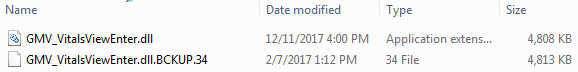 Name Date modified Type Size
GMV_VitalsViewEnter.dll 12/11/2017 4:00 PM Application extens... 4,808 KB
GMV_VitalsViewEnter.dll.BCKUP.34 2/7/2017 1:12 PM 34 File 4,813 KB